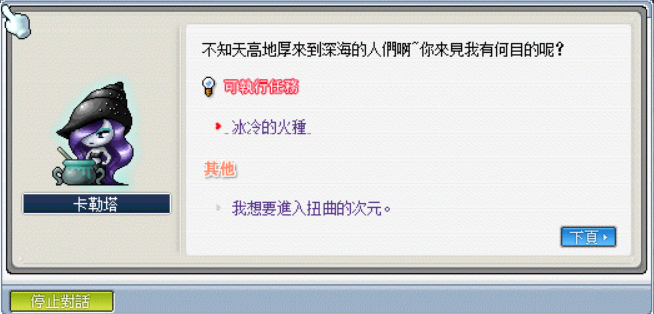 不知天高地厚來到深海的人們啊~你來見我有何目的呢?
可執行任務
冰冷的火種
其他
我想要進入扭曲的次元。
卡勒塔
下頁
停止對話